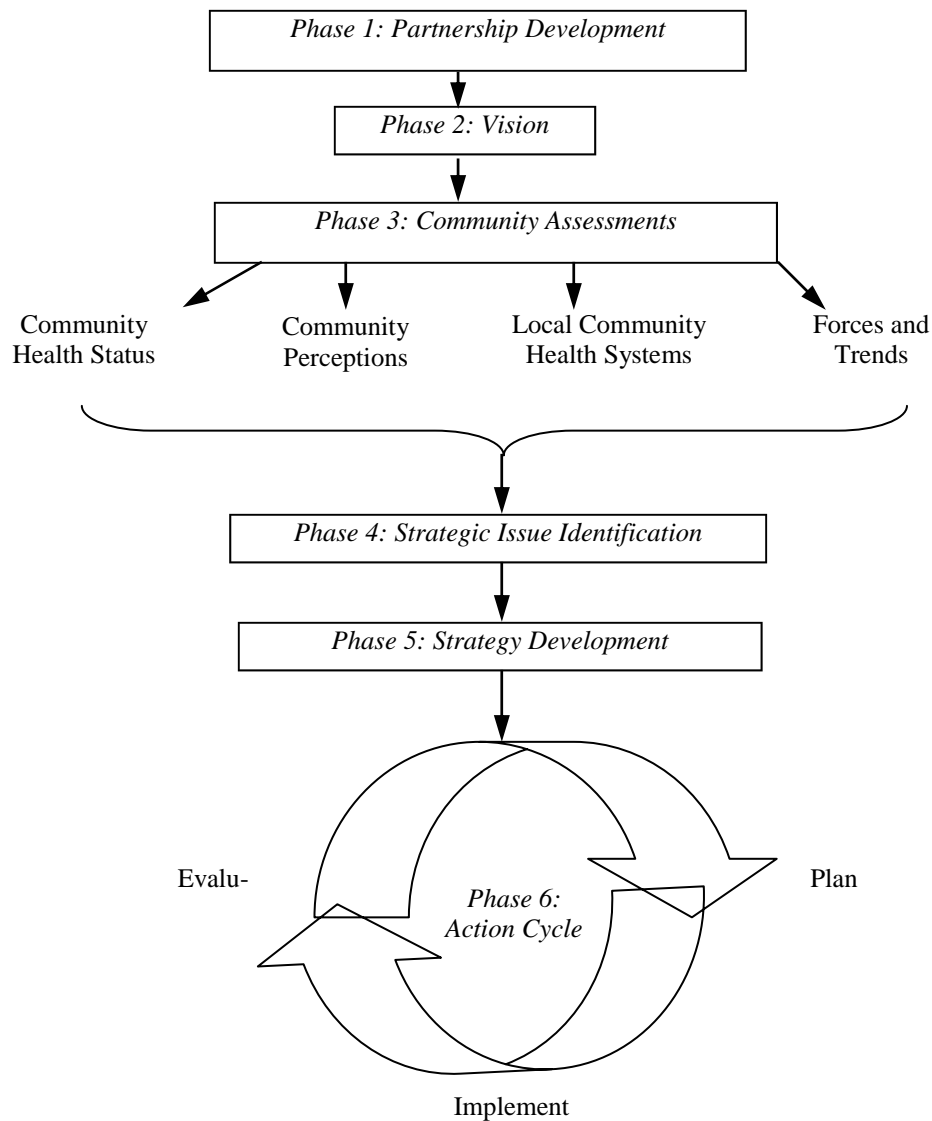 Phase 1: Partnership Development
Phase 2: Vision
Phase 3: Community Assessments
Community
Health Status
Community
Perceptions
Local Community
Health Systems
Forces and
Trends
Phase 4: Strategic Issue Identification
Phase 5: Strategy Development
Evalu-
Phase 6:
Action Cycle
Plan
Implement